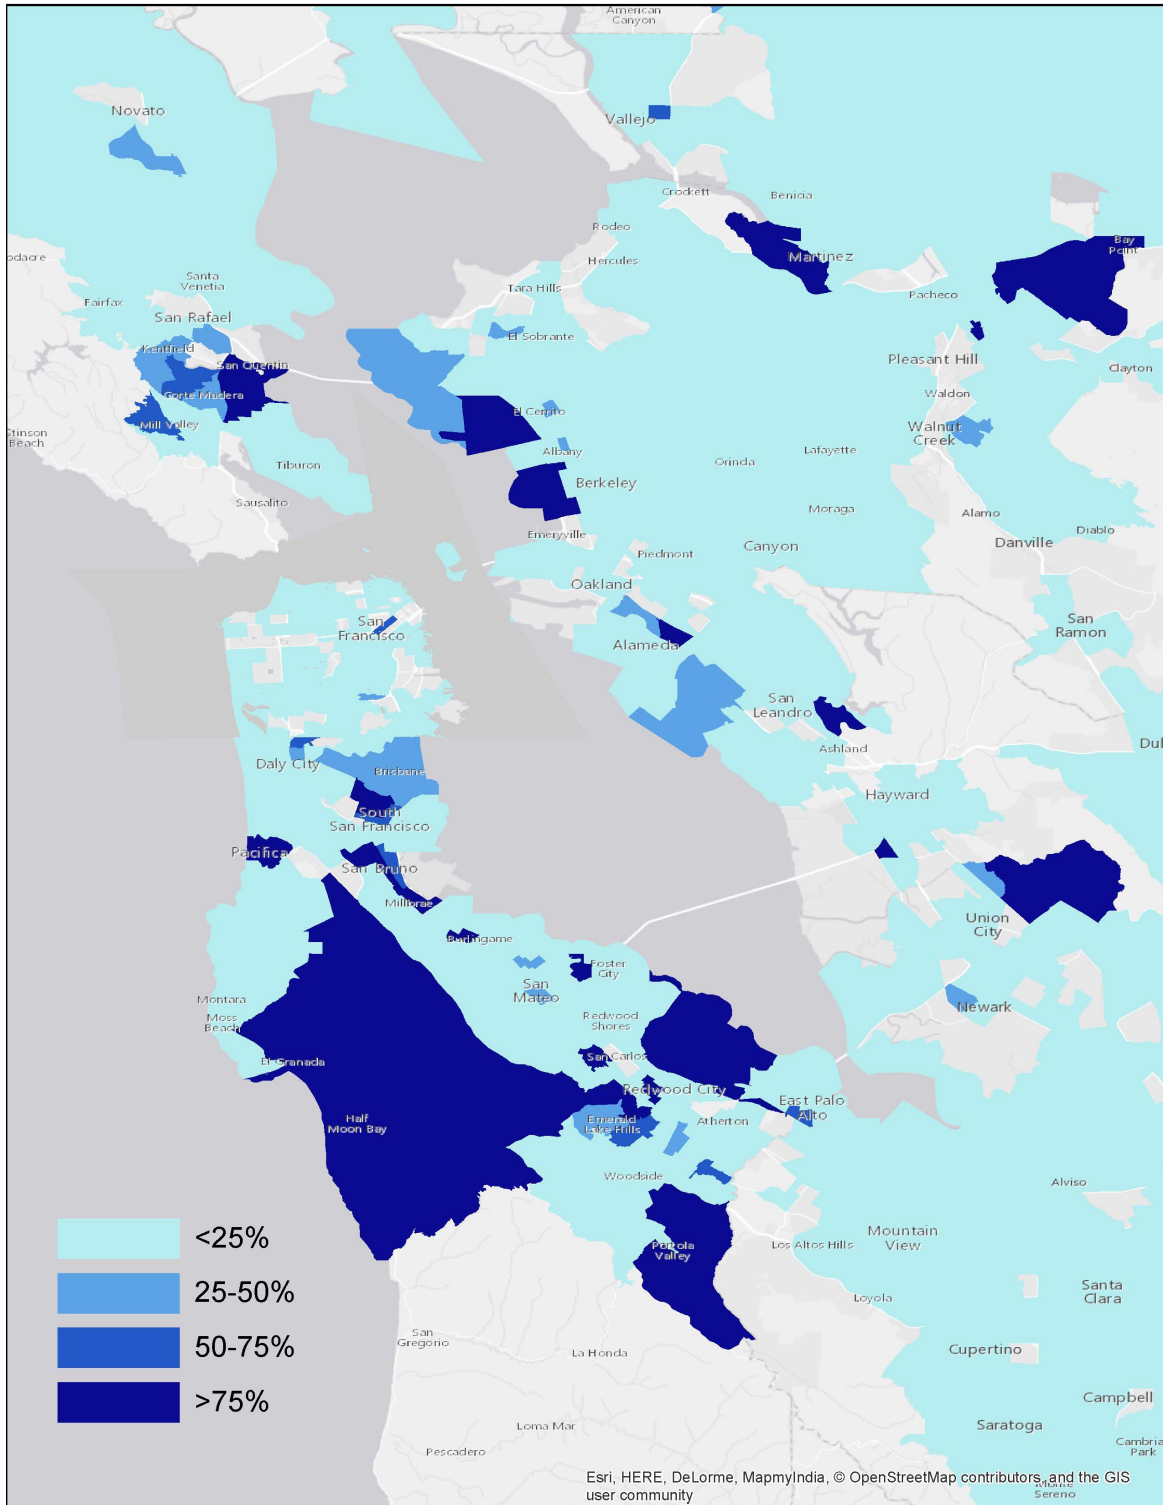 American
Canyon
Novato
Vallejo
Crockett
Benicia
Rodeo
Bay
Point
Martinez
odacre
Hercules
Santa
Venetia
Tara Hills
Pacheco
Fairfax
San Rafael
El Sobrante
Kentfield
Pleasant Hill
San Quentin
Clayton
Corte Madera
Waldon
El Cerrito
Mill Valley
Walnut
Creek
Stinson
Beach
Albany
Lafayette
Orinda
Tiburon
Berkeley
Sausalito
Moraga
Alamo
Emeryville
Diablo
Piedmont
Canyon
Danville
Oakland
San
Francisco
San
Ramon
Alameda
San
Leandro
Ashland
Dul
Daly City
Brisbane
Hayward
South
San Francisco
Pacifica
San Bruno
Millbrae
Union
City
Burlingame
Foster
City
San
Mateo
Montara
Newark
Moss
Beach
Redwood
Shores
El Granada
San Carlos
Redwood City
East Palo
Alto
Half
Moon Bay
Emerald
Lake Hills
Atherton
Woodside
Alviso
<25%
Mountain
View
Portola
Valley
Los Altos Hills
25-50%
Santa
Clara
Loyola
50-75%
San
Gregorio
La Honda
Cupertino
>75%
Campbell
Loma Mar
Saratoga
Pescadero
Cambria
Park
Esri, HERE, DeLorme, MapmyIndia, © OpenStreetMap contributors, and the GIS
user community
Monte
Sereno